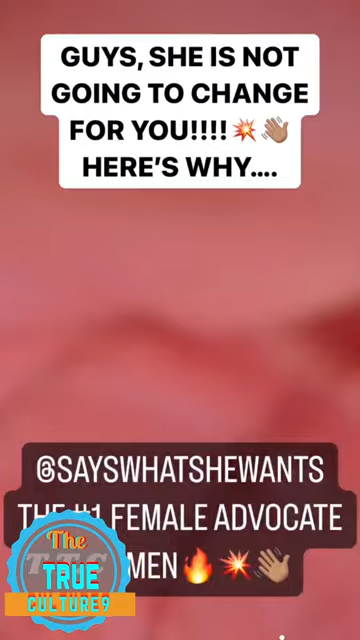 GUYS, SHE IS NOT
GOING TO CHANGE
FOR YOU!!!!💥👋🏽
HERE'S WHY....
@SAYSWHATSHEWANTS
THE #1 FEMALE ADVOCATE
MEN🔥💥👋🏽
The
TTC
TRUE
CULTURE9